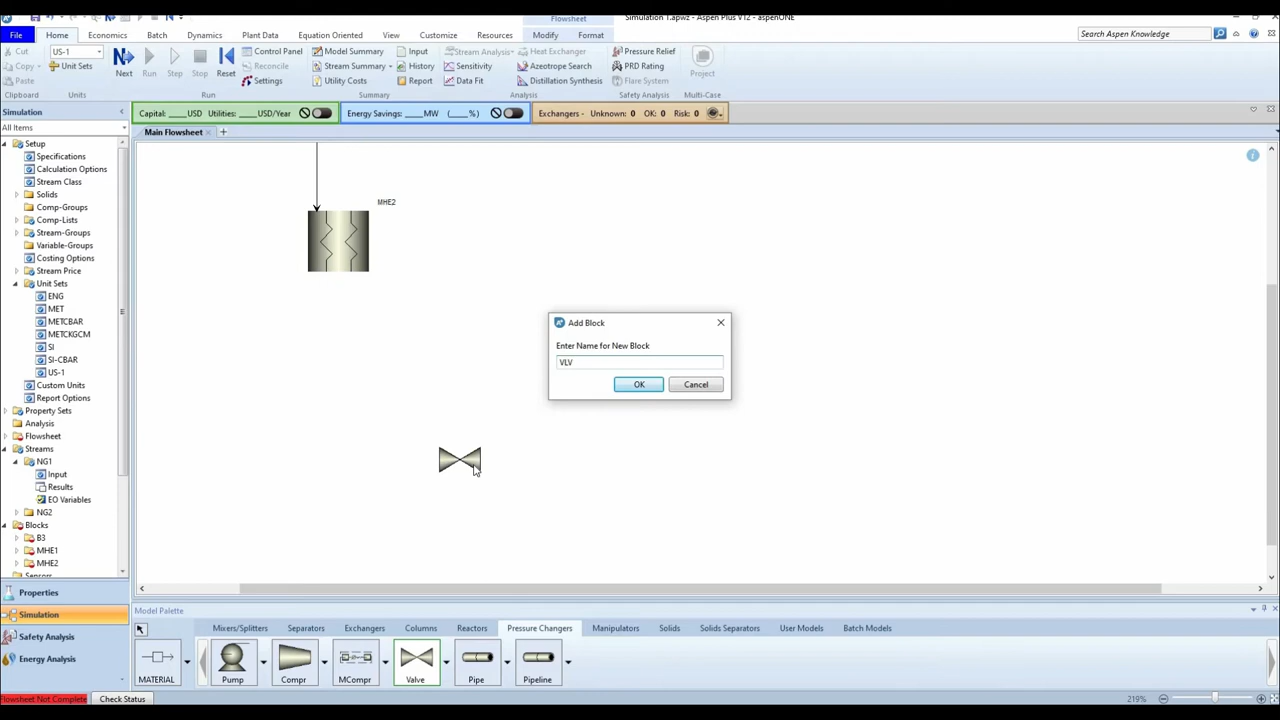 Flowsheet
Simulation 1.apwz - Aspen Plus V12 - aspenONE
File Home Economics Batch Dynamics Plant Data Equation Oriented View Customize Resources Modify Format Search Aspen Knowledge
Cut US-1 Control Panel Model Summary Input Stream Analysis Heat Exchanger Pressure Relief
Copy Unit Sets Next Run Step Stop Reset Reconcile Stream Summary History Sensitivity Azeotrope Search PRD Rating Project
Paste Settings Utility Costs Report Data Fit Distillation Synthesis Flare System
Clipboard Units Run Summary Analysis Safety Analysis Multi-Case
Simulation
Capital: ____USD Utilities: ____USD/Year Energy Savings: ____MW (____%) Exchangers - Unknown: 0 OK: 0 Risk: 0
All Items
Main Flowsheet
Setup
Specifications
Calculation Options
Stream Class
Solids
Comp-Groups
Comp-Lists
Stream-Groups
Variable-Groups
Costing Options
Stream Price
Unit Sets
ENG
MET
METCBAR
METCKGCM
SI
SI-CBAR
US-1
Custom Units
Report Options
Property Sets
Analysis
Flowsheet
Streams
NG1
Input
Results
EO Variables
NG2
Blocks
B3
MHE1
MHE2
Sensors
Properties
Simulation
Safety Analysis
Energy Analysis
MHE2
Add Block
Enter Name for New Block
VLV
OK Cancel
Model Palette
Mixers/Splitters Separators Exchangers Columns Reactors Pressure Changers Manipulators Solids Solids Separators User Models Batch Models
MATERIAL Pump Compr MCompr Valve Pipe Pipeline
Flowsheet Not Complete Check Status 219%